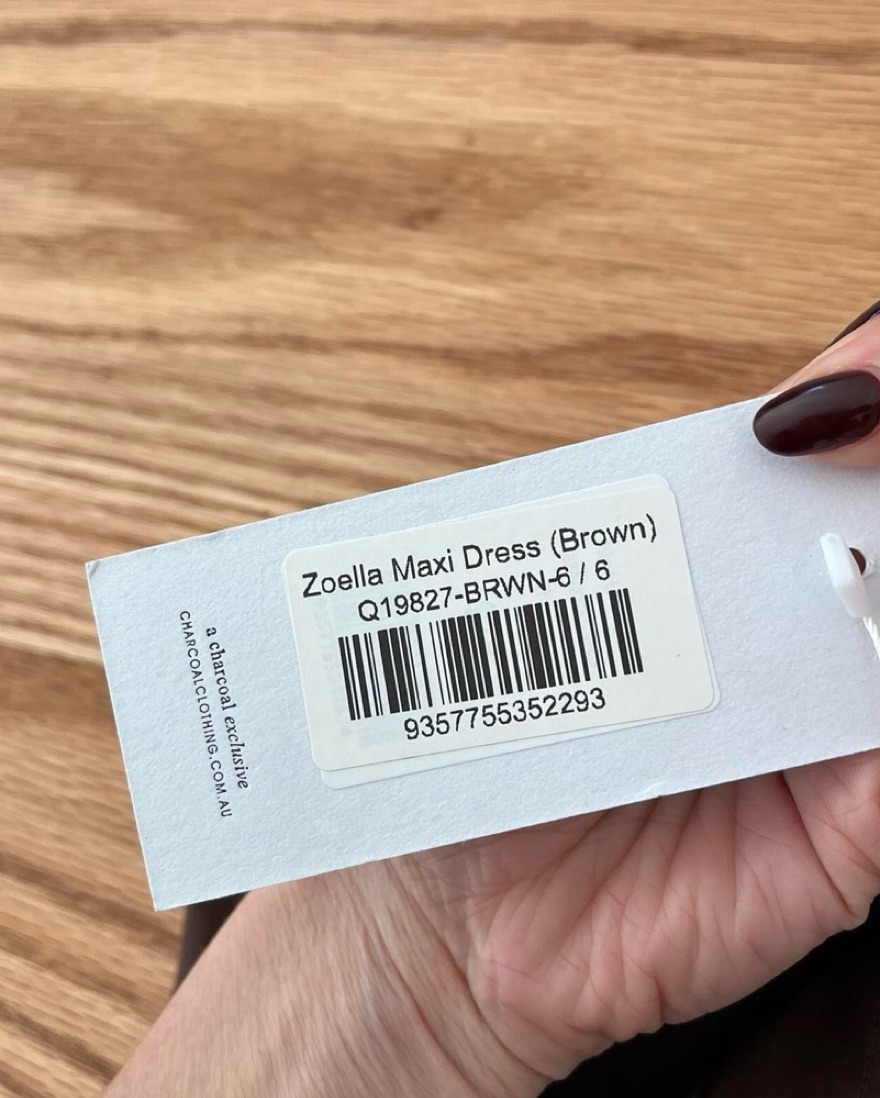 Zoella Maxi Dress (Brown)
Q19827-BRWN-6 / 6
9357755352293
a charcoal exclusive
CHARCOALCLOTHING.COM.AU